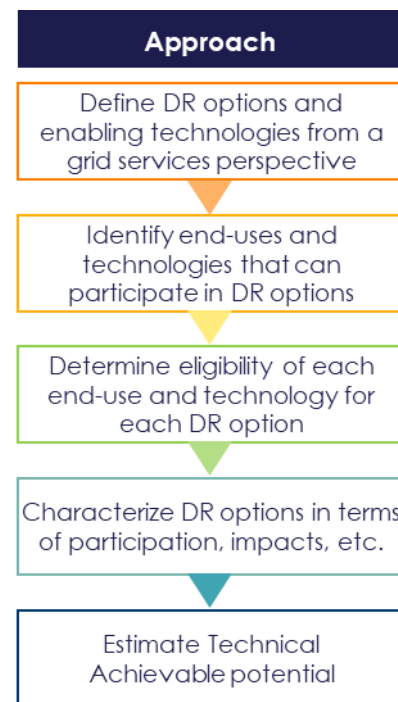 Approach
Define DR options and
enabling technologies from a
grid services perspective
Identify end-uses and
technologies that can
participate in DR options
Determine eligibility of each
end-use and technology for
each DR option
Characterize DR options in terms
of participation, impacts, etc.
Estimate Technical
Achievable potential